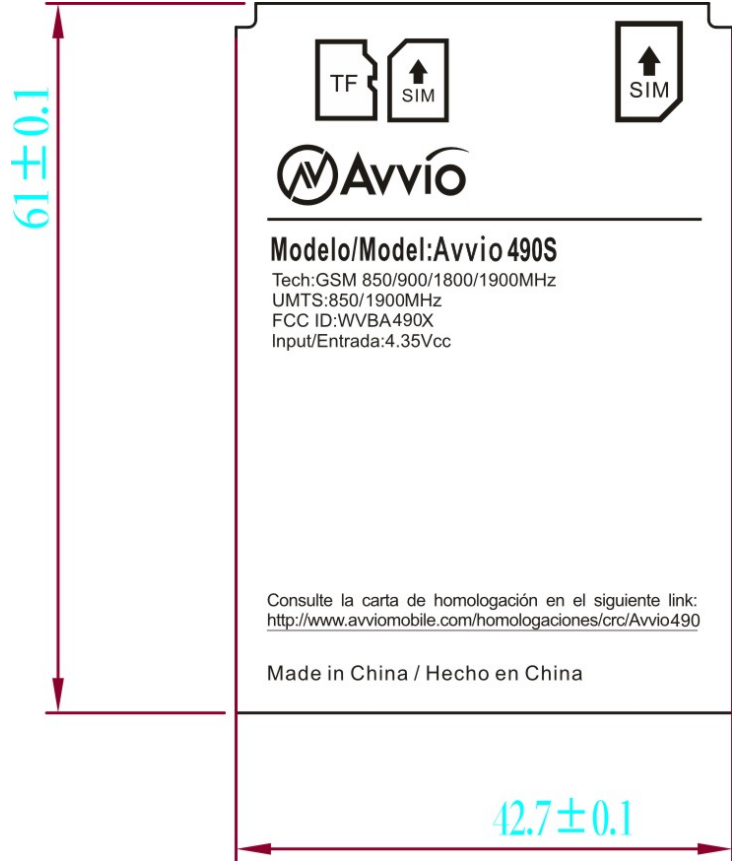 TF
SIM
SIM
Avvio
Modelo/Model:Avvio 490S
Tech:GSM 850/900/1800/1900MHz
UMTS:850/1900MHz
FCC ID:WVBA490X
Input/Entrada:4.35Vcc
Consulte la carta de homologación en el siguiente link:
http://www.avviomobile.com/homologaciones/crc/Avvio490
Made in China / Hecho en China
61±0.1
42.7±0.1